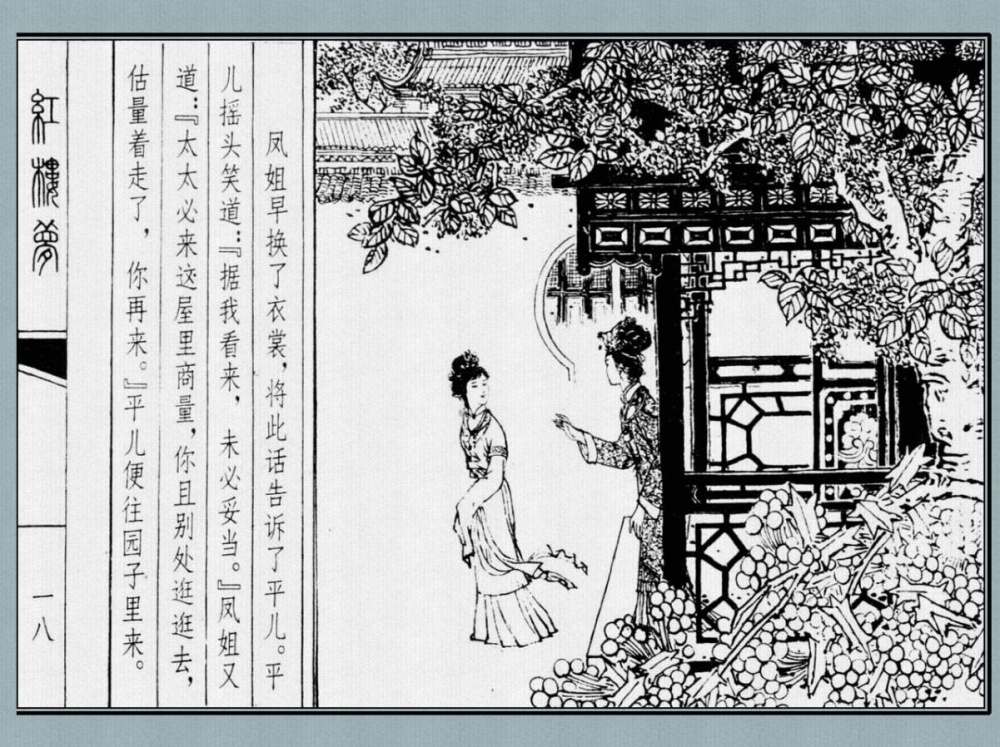 凤姐早换了衣裳，将此话告诉了平儿。平
儿摇头笑道：『据我看来，未必妥当。』凤姐又
道：『太太必来这屋里商量，你且别处逛逛去，
估量着走了，你再来。』平儿便往园子里来。
紅樓夢
一八